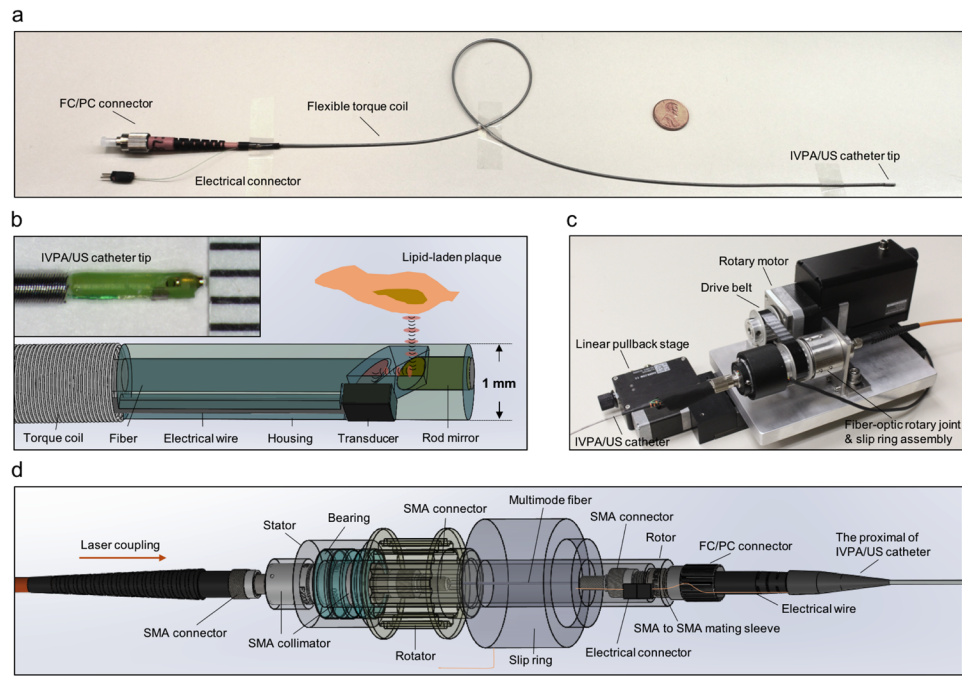 a
FC/PC connector
Flexible torque coil
IVPA/US catheter tip
Electrical connector
b
IVPA/US catheter tip
Lipid-laden plaque
1 mm
Torque coil
Fiber
Electrical wire
Housing
Transducer
Rod mirror
c
Rotary motor
Drive belt
Linear pullback stage
IVPA/US catheter
Fiber-optic rotary joint
& slip ring assembly
d
Laser coupling
Stator
Bearing
SMA connector
Multimode fiber
SMA connector
Rotor
FC/PC connector
The proximal of
IVPA/US catheter
SMA connector
SMA collimator
Rotator
Slip ring
Electrical connector
SMA to SMA mating sleeve
Electrical wire